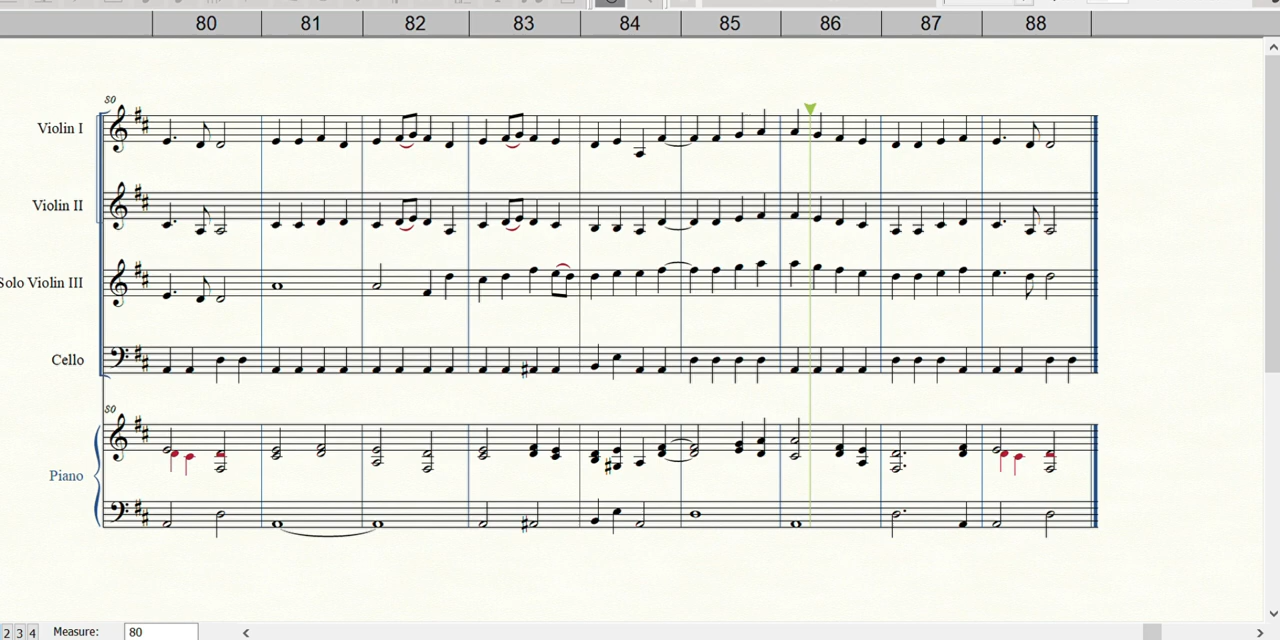 80 81 82 83 84 85 86 87 88
80
Violin I
Violin II
Solo Violin III
Cello
80
Piano
2 3 4 Measure: 80